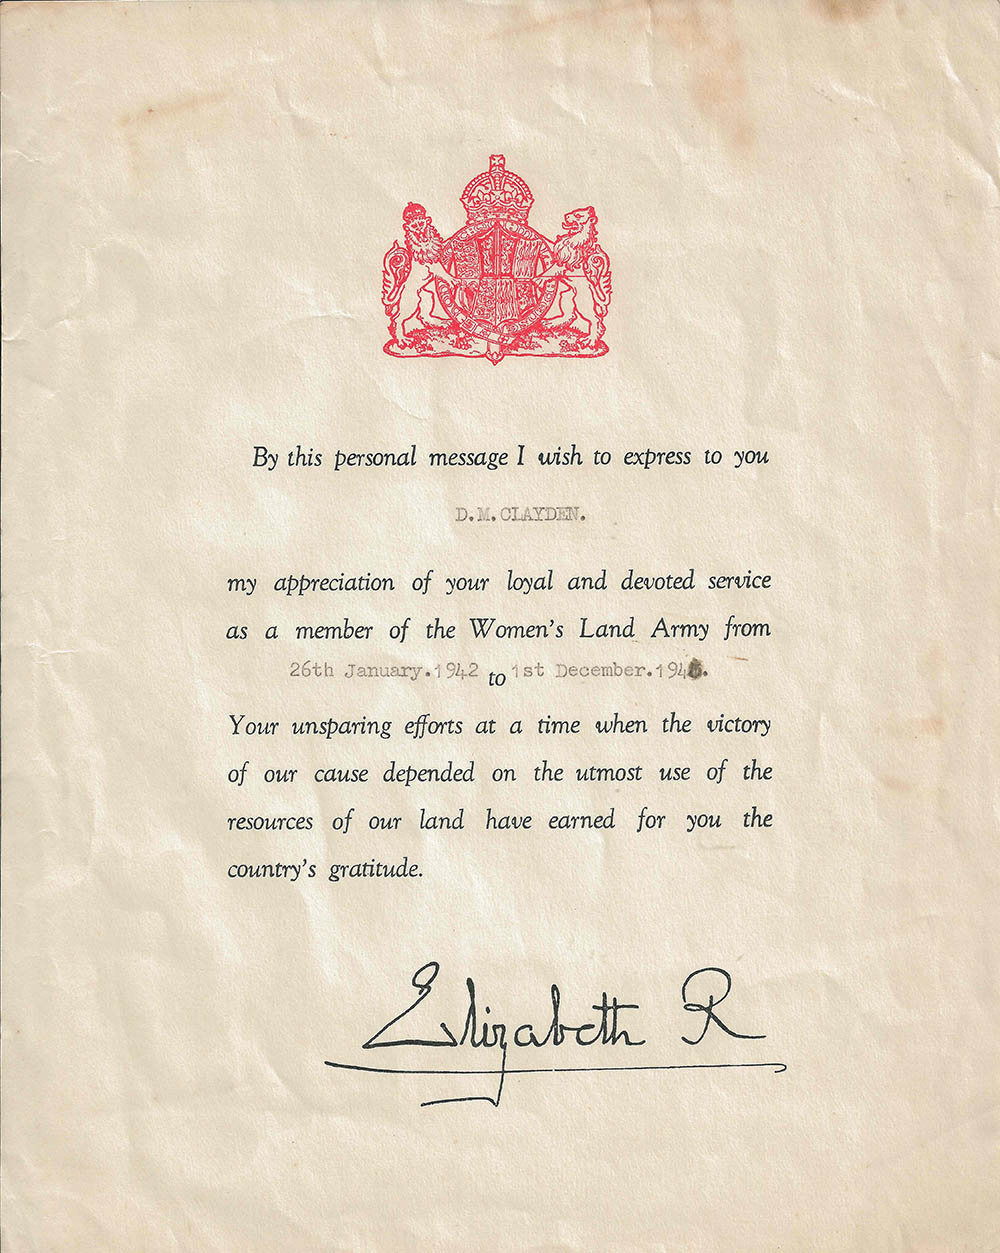 By this personal message I wish to express to you
D.M.CLAYDEN.
my appreciation of your loyal and devoted service
as a member of the Women's Land Army from
26th January.1942 to 1st December.194
Your unsparing efforts at a time when the victory
of our cause depended on the utmost use of the
resources of our land have earned for you the
country's gratitude.
Elizabeth R